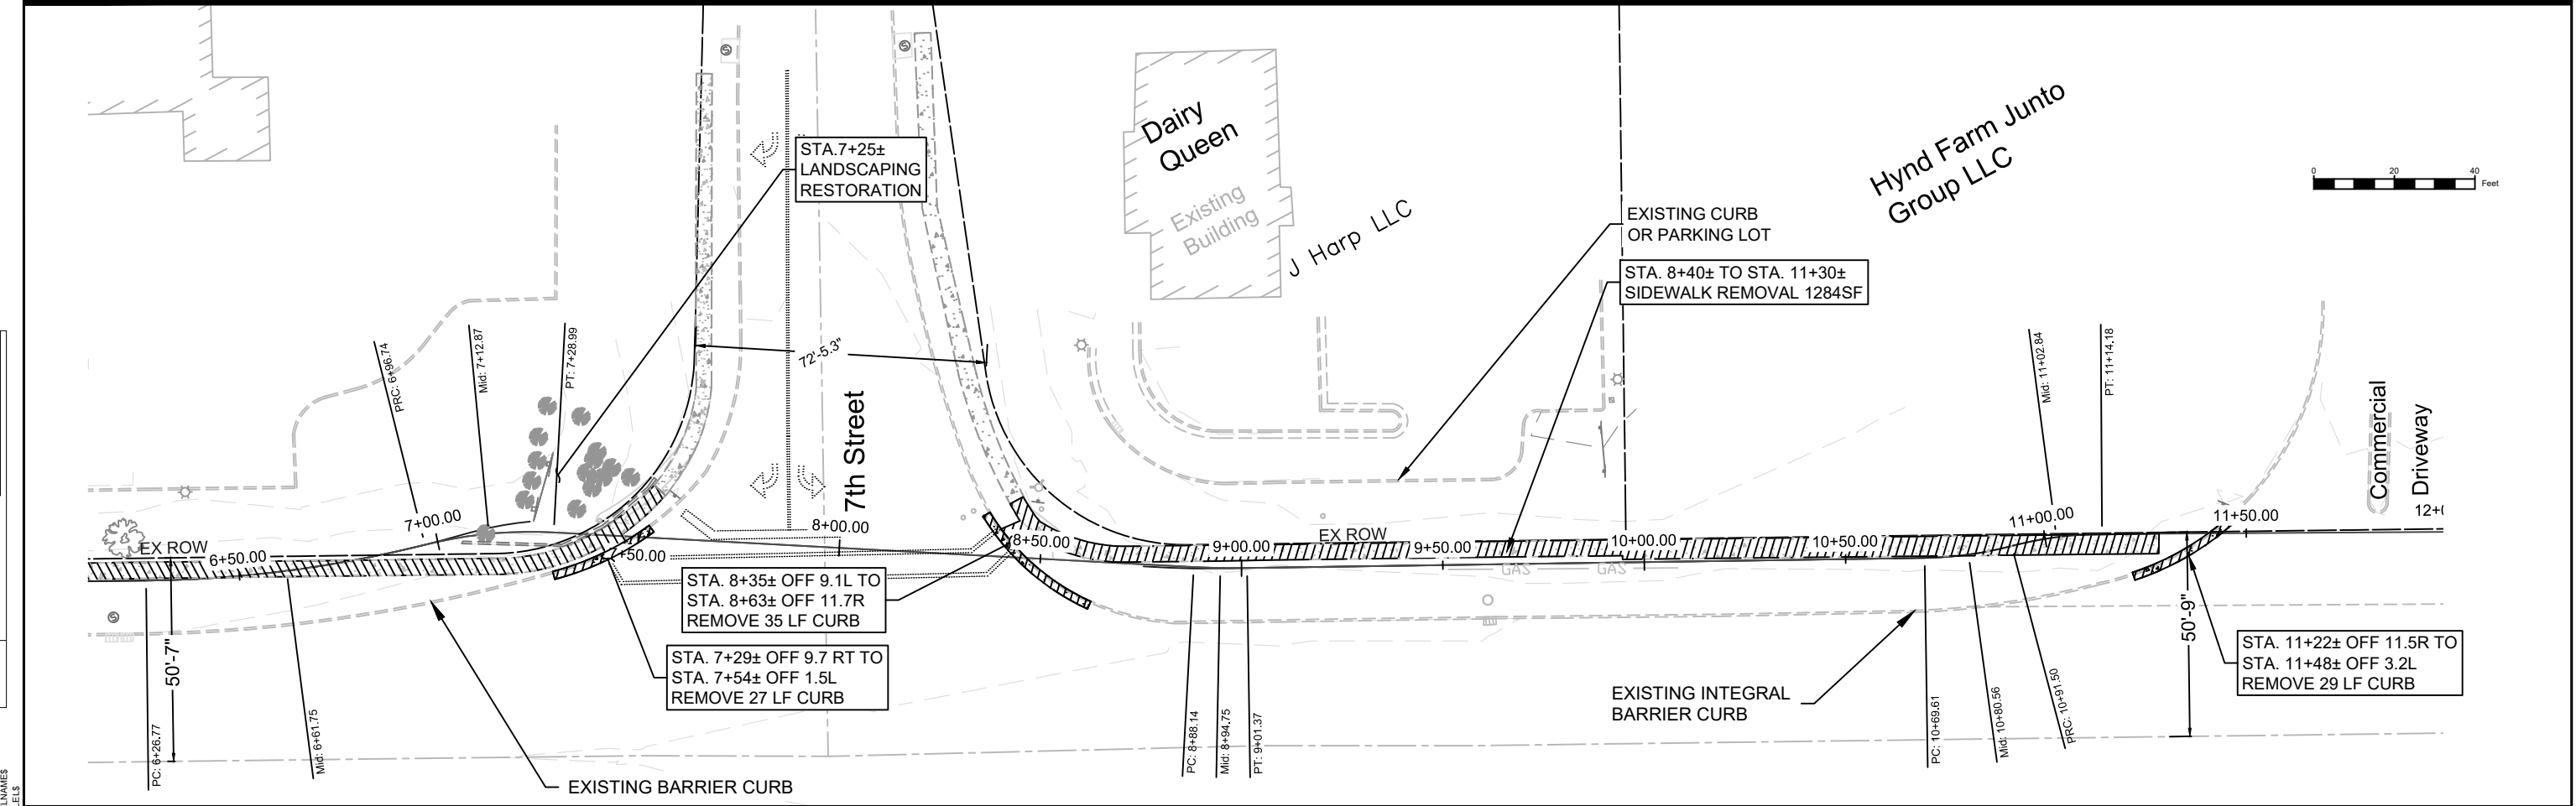 STA.7+25±
LANDSCAPING
RESTORATION
Dairy
Queen
Existing
Building
J Harp LLC
Hynd Farm Junto
Group LLC
0 20 40
Feet
EXISTING CURB
OR PARKING LOT
STA. 8+40± TO STA. 11+30±
SIDEWALK REMOVAL 1284SF
PRC: 6+96.74
Mid: 7+12.87
PT: 7+28.99
72'-5.3"
7th Street
Mid: 11+02.84
PT: 11+14.18
Commercial
Driveway
EX ROW
6+50.00
7+00.00
+50.00
8+00.00
8+50.00
9+00.00
EX ROW
9+50.00
10+00.00
10+50.00
11+00.00
11+50.00
12+(
GAS
GAS
STA. 8+35± OFF 9.1L TO
STA. 8+63± OFF 11.7R
REMOVE 35 LF CURB
STA. 7+29± OFF 9.7 RT TO
STA. 7+54± OFF 1.5L
REMOVE 27 LF CURB
50'-7"
50'-9"
STA. 11+22± OFF 11.5R TO
STA. 11+48± OFF 3.2L
REMOVE 29 LF CURB
EXISTING INTEGRAL
BARRIER CURB
PC: 6+26.77
Mid: 6+61.75
PC: 8+88.14
Mid: 8+94.75
PT: 9+01.37
PC: 10+69.61
Mid: 10+80.56
PRC: 10+91.50
EXISTING BARRIER CURB
LNAMES
ELS